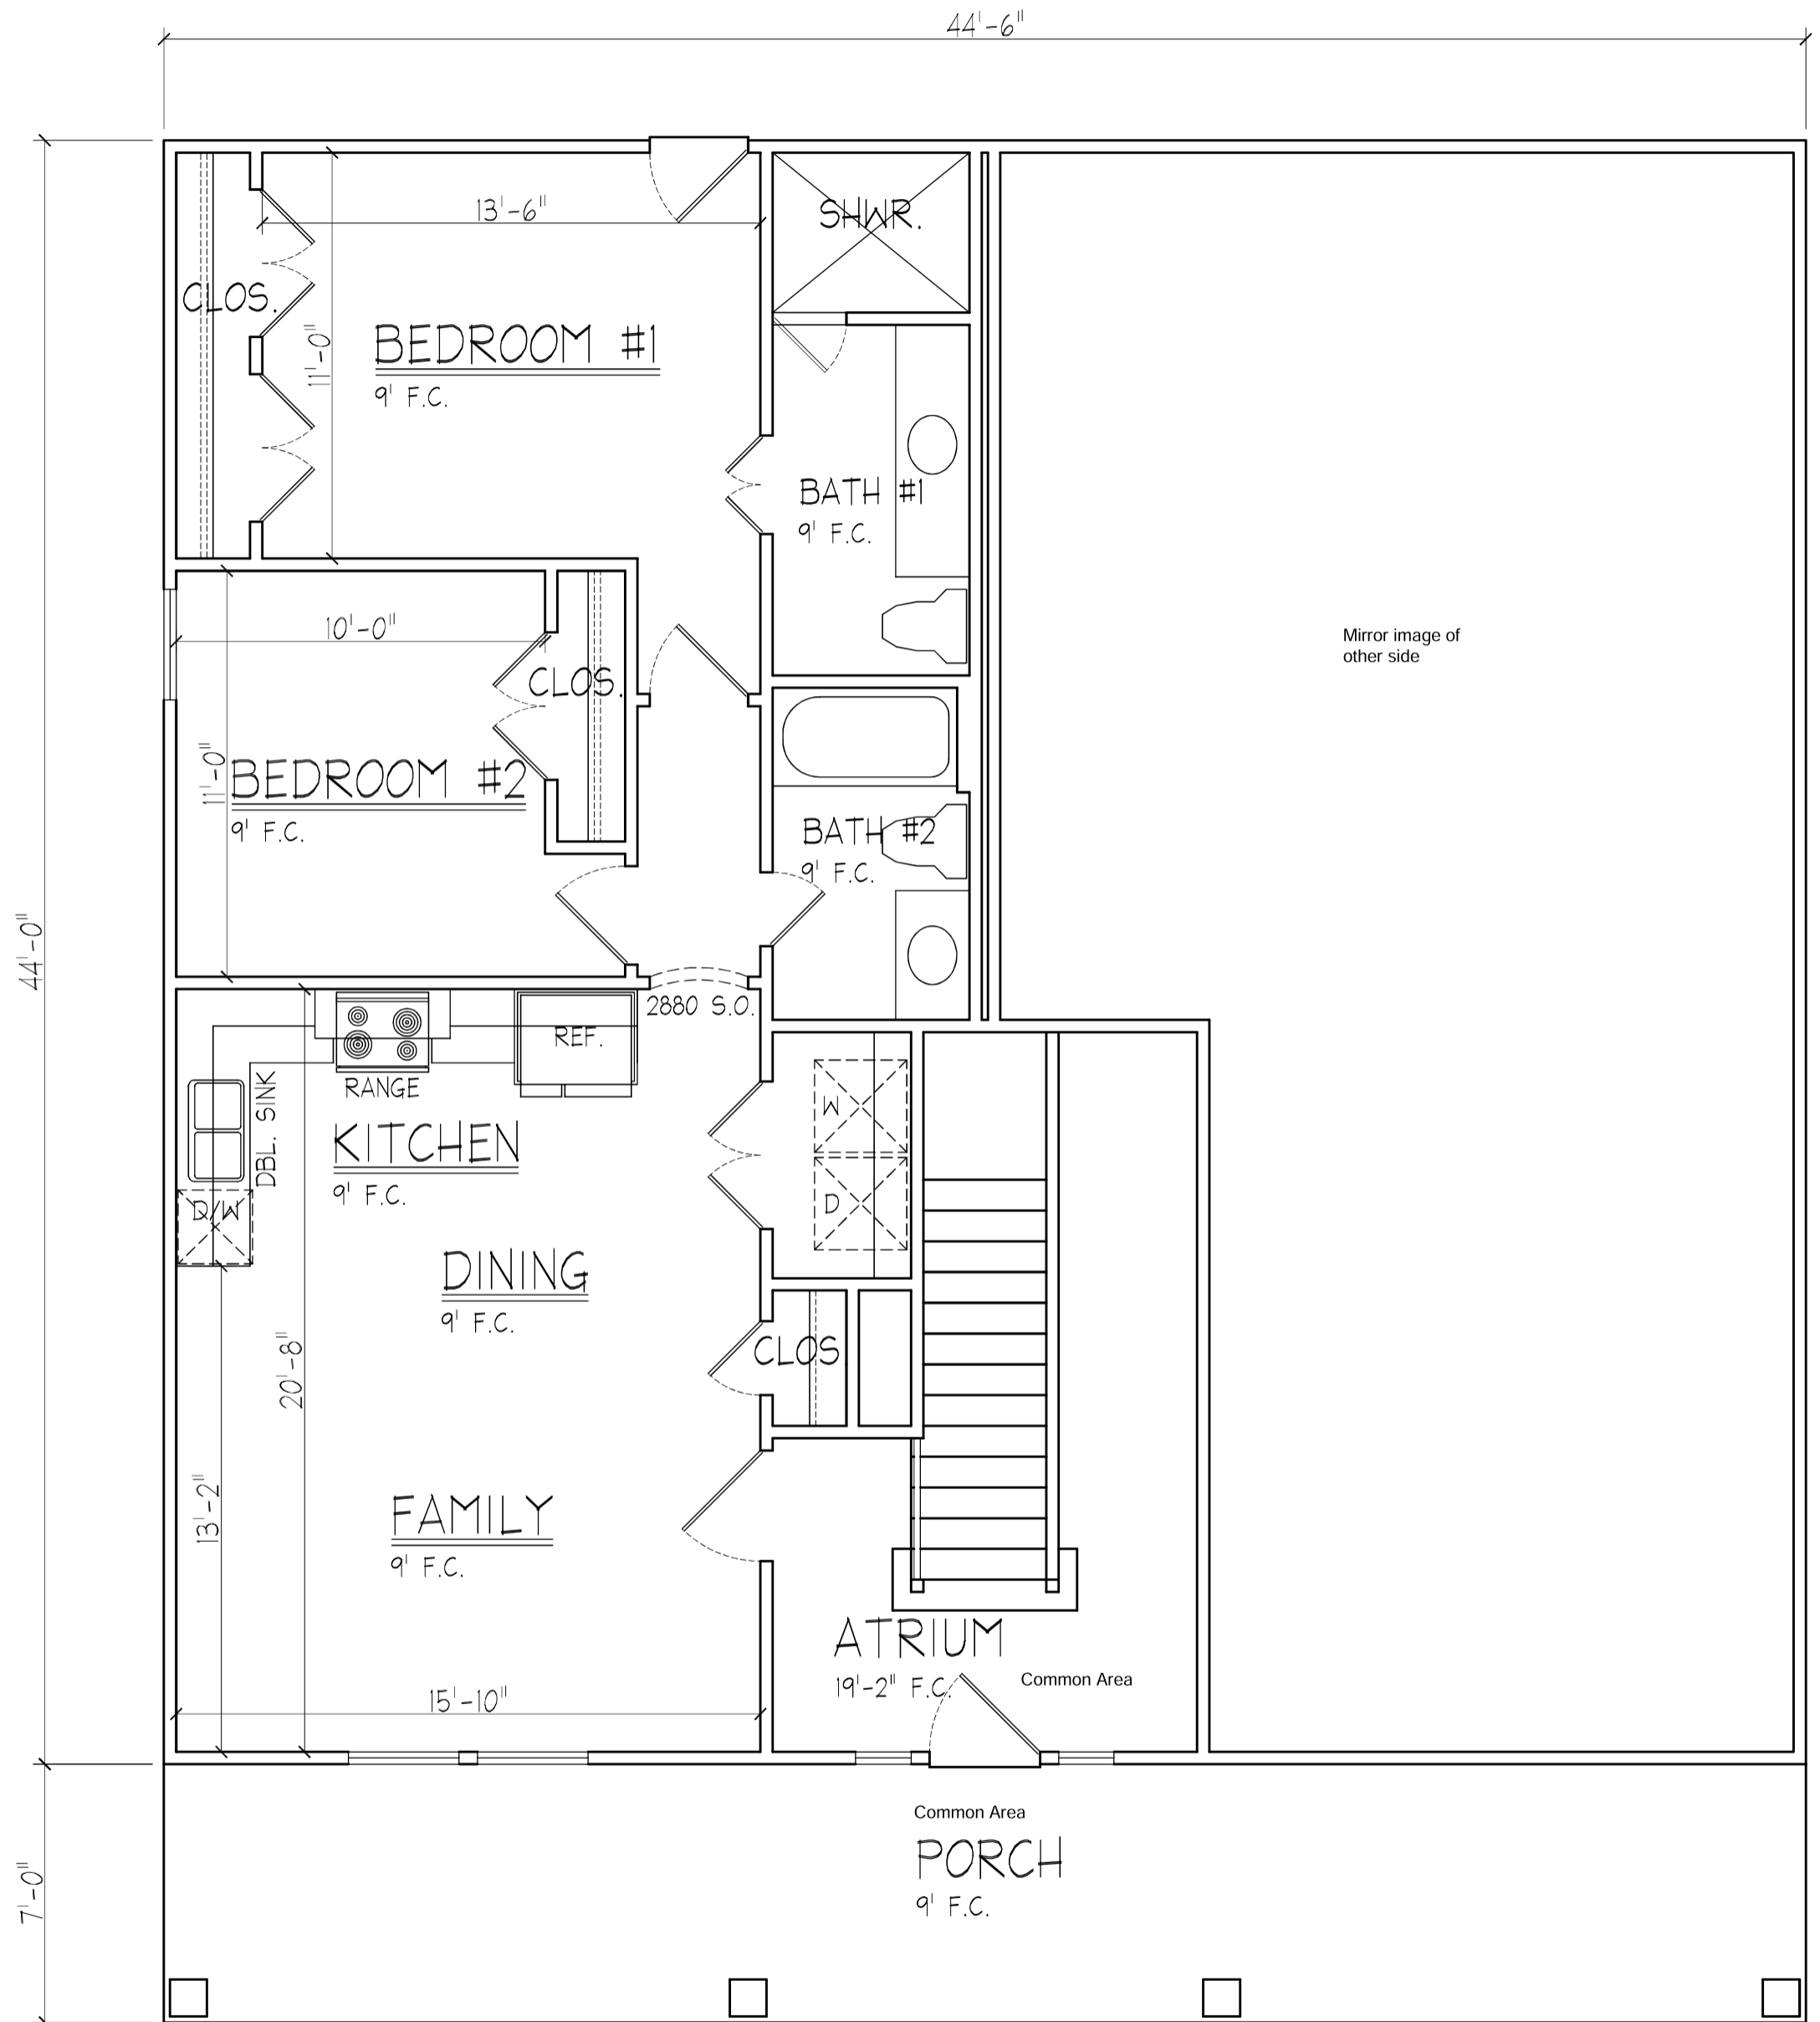 44'-6"
SHWR.
13'-6"
CLOS.
11'-0"
BEDROOM #1
9' F.C.
BATH #1
9' F.C.
Mirror image of
other side
10'-0"
CLOS.
11'-0"
BEDROOM #2
9' F.C.
BATH #2
9' F.C.
44'-0"
2880 S.O.
REF.
RANGE
DBL. SINK
W
KITCHEN
9' F.C.
D/W
D
DINING
9' F.C.
20'-8"
CLOS.
13'-2"
FAMILY
9' F.C.
ATRIUM
19'-2" F.C.
Common Area
15'-10"
Common Area
PORCH
9' F.C.
7'-0"